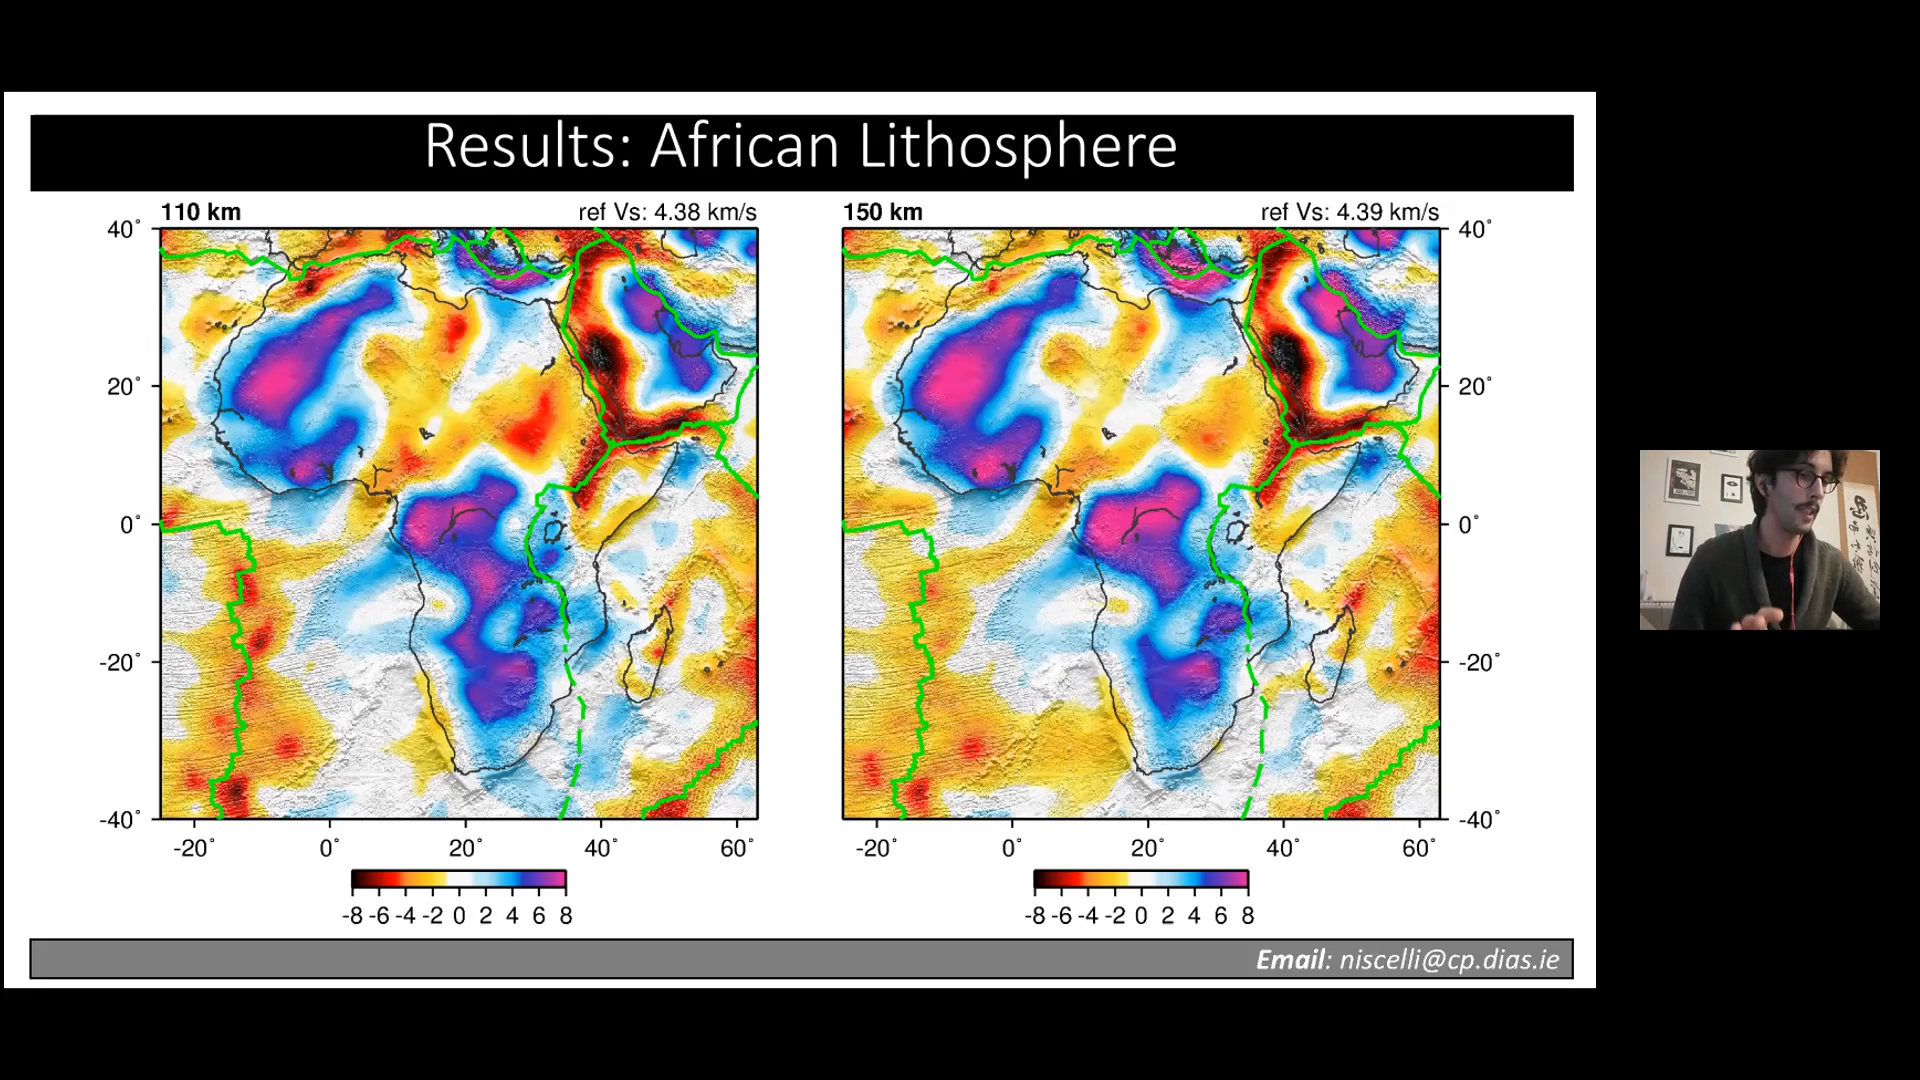 Results: African Lithosphere
110 km ref Vs: 4.38 km/s
40°
20°
0°
-20°
-40°
-20° 0° 20° 40° 60°
-8 -6 -4 -2 0 2 4 6 8
150 km ref Vs: 4.39 km/s
40°
20°
0°
-20°
-40°
-20° 0° 20° 40° 60°
-8 -6 -4 -2 0 2 4 6 8
Email: niscelli@cp.dias.ie